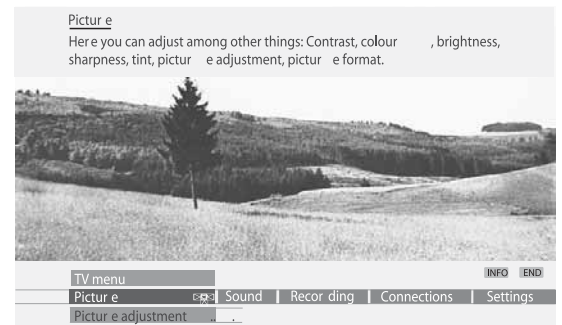 Pictur e
Her e you can adjust among other things: Contrast, colour , brightness,
sharpness, tint, pictur e adjustment, pictur e format.
TV menu
INFO END
Pictur e Sound Recor ding Connections Settings
Pictur e adjustment ... .